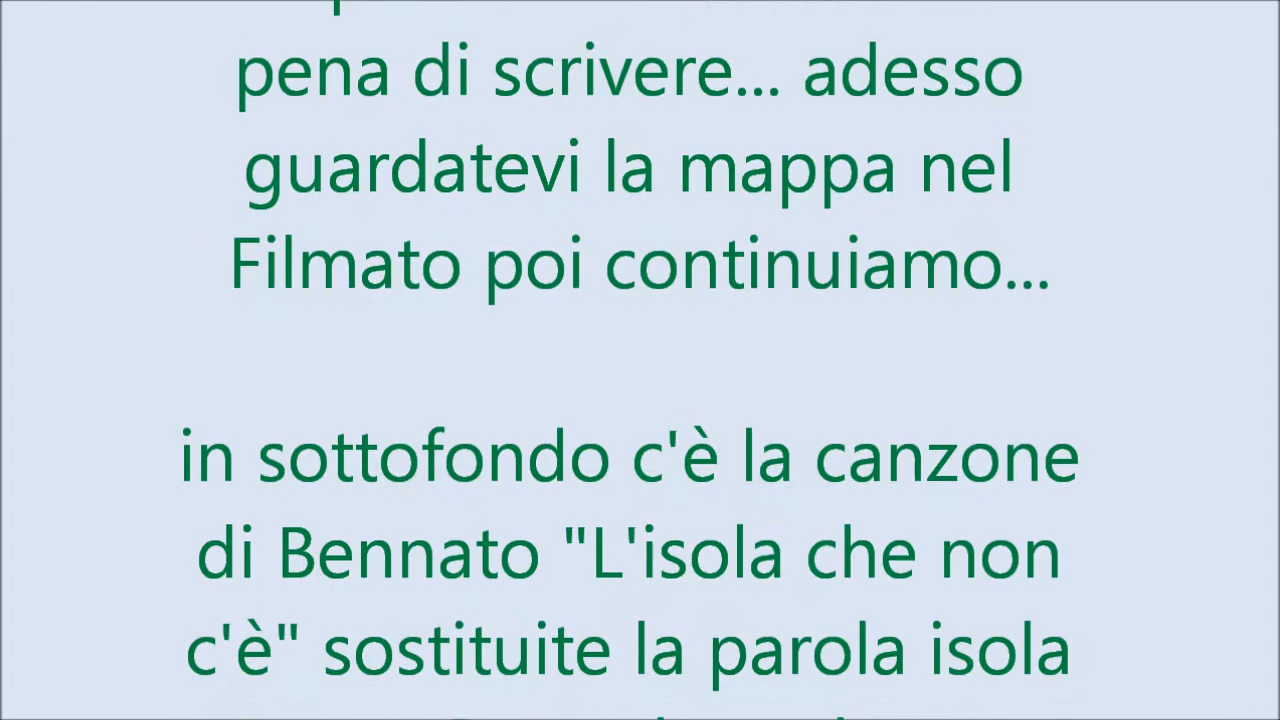 pena di scrivere... adesso
guardatevi la mappa nel
Filmato poi continuiamo...
in sottofondo c'è la canzone
di Bennato "L'isola che non
c'è" sostituite la parola isola